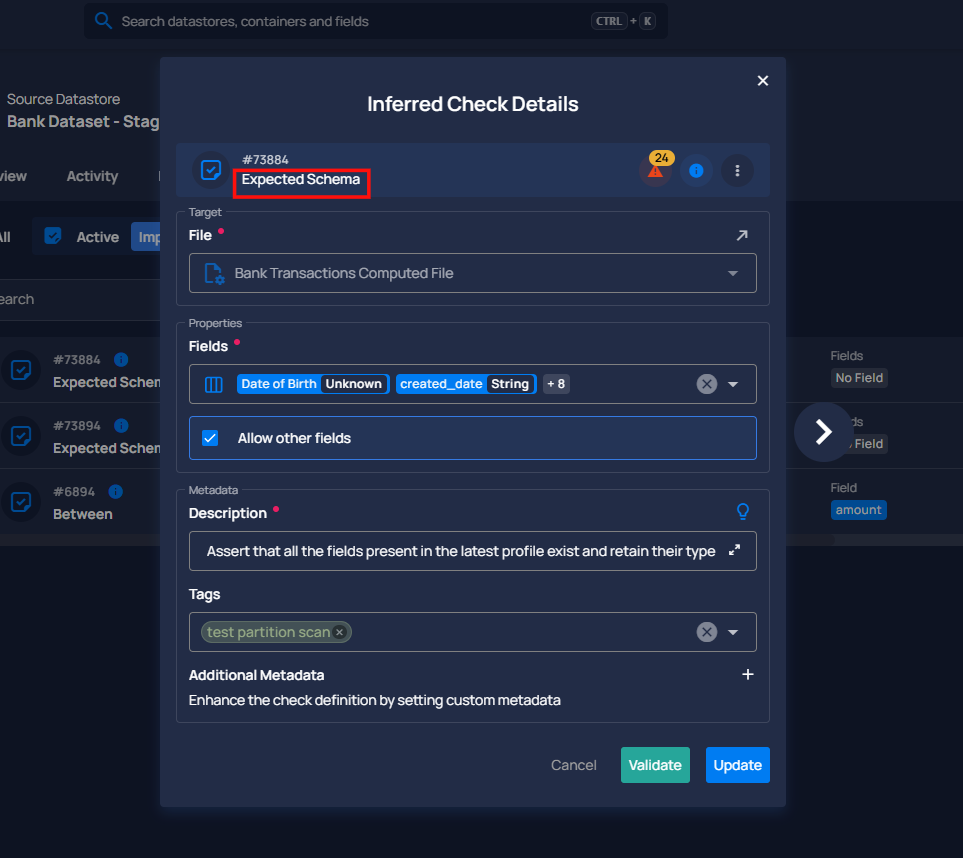 Search datastores, containers and fields CTRL + K
Source Datastore
Bank Dataset - Stag
view Activity
All Active Imp
earch
#73884
Expected Schem
#73894
Expected Schem
#6894
Between
Inferred Check Details
#73884
Expected Schema
24
Target
File •
Bank Transactions Computed File
Properties
Fields •
Date of Birth Unknown created_date String + 8
Allow other fields
Metadata
Description •
Assert that all the fields present in the latest profile exist and retain their type
Tags
test partition scan
Additional Metadata
Enhance the check definition by setting custom metadata
Cancel Validate Update
Fields
No Field
ds
Field
Field
amount